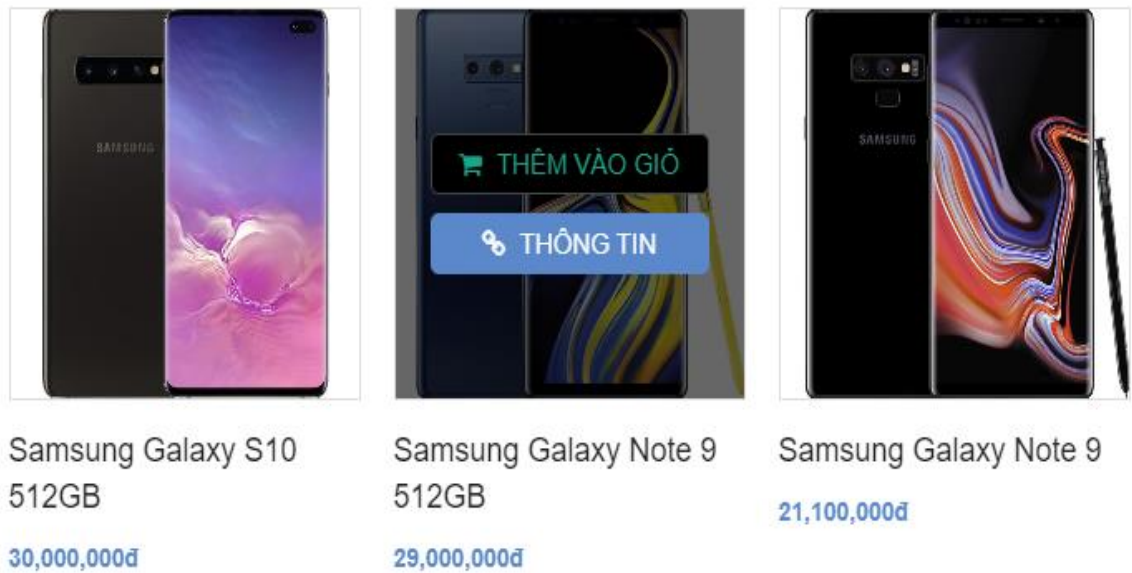 SAMSUNG
THÊM VÀO GIỎ
THÔNG TIN
SAMSUNG
Samsung Galaxy S10
512GB
30,000,000đ
Samsung Galaxy Note 9
512GB
29,000,000đ
Samsung Galaxy Note 9
21,100,000đ